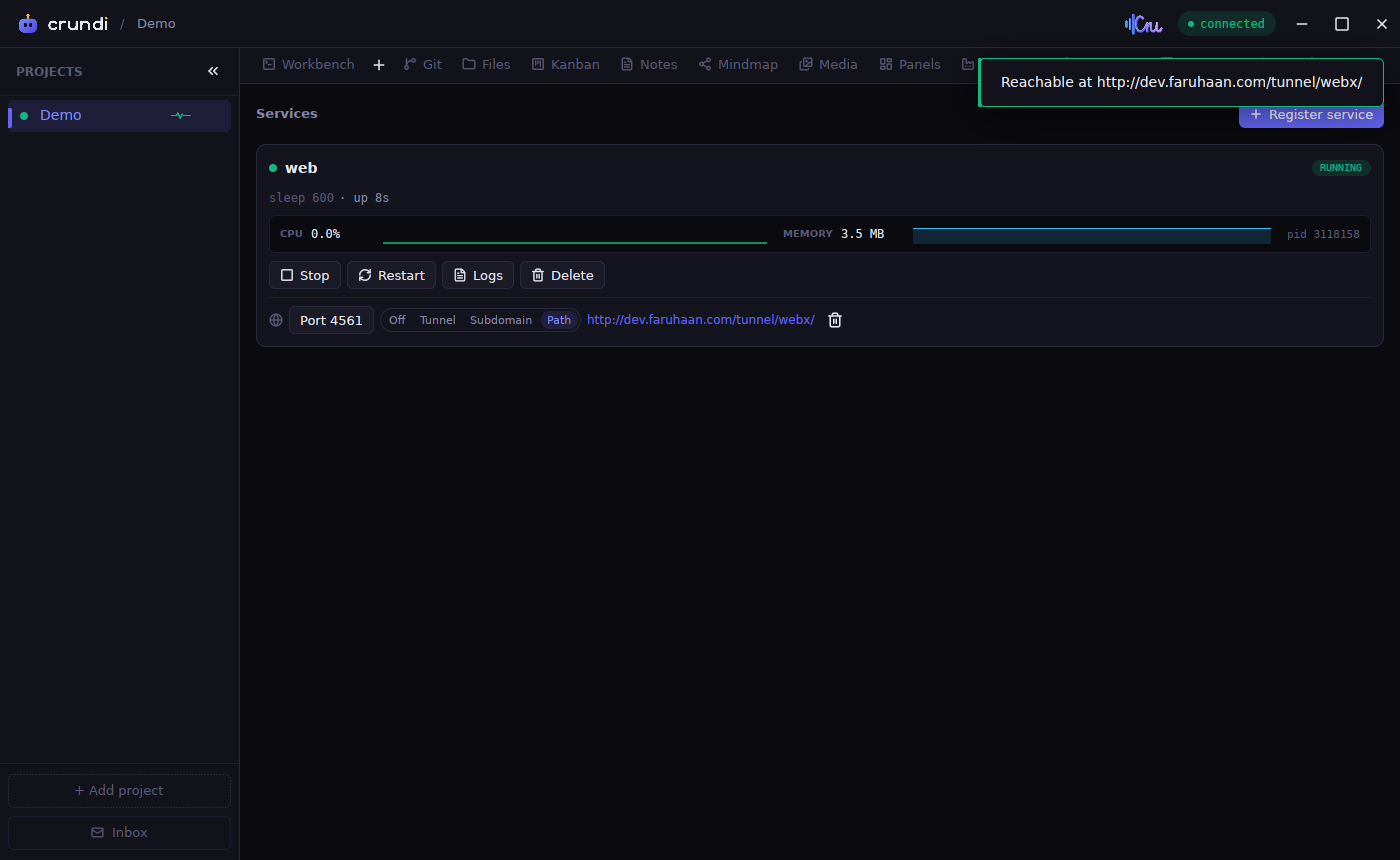 crundi / Demo
Cru
connected
PROJECTS
Workbench
Git
Files
Kanban
Notes
Mindmap
Media
Panels
Reachable at http://dev.faruhaan.com/tunnel/webx/
Demo
Services
+ Register service
web
RUNNING
sleep 600 · up 8s
CPU 0.0%
MEMORY 3.5 MB
pid 3118158
Stop
Restart
Logs
Delete
Port 4561
Off
Tunnel
Subdomain
Path
http://dev.faruhaan.com/tunnel/webx/
+ Add project
Inbox